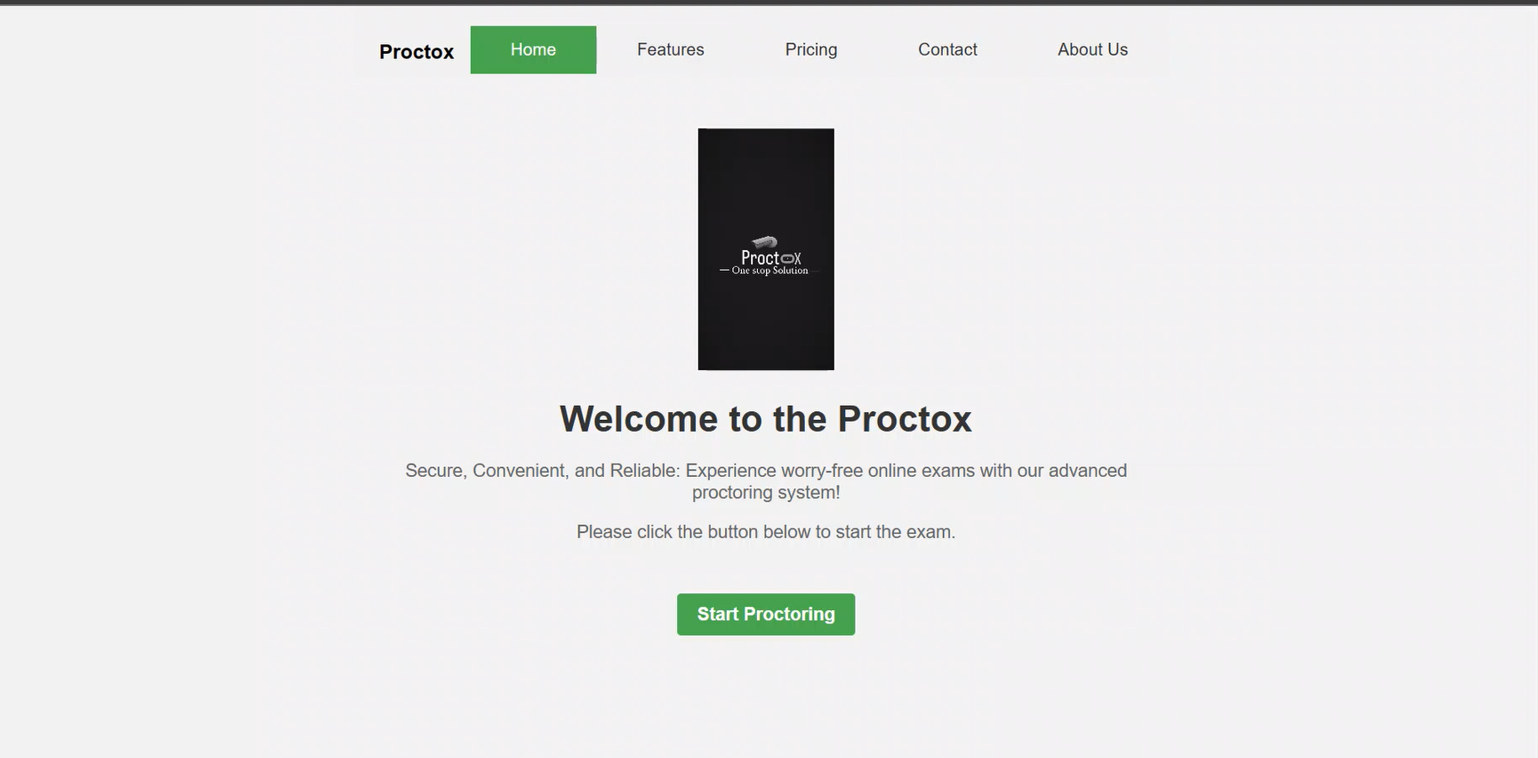 Proctox Home Features Pricing Contact About Us
Proctox
One stop Solution
Welcome to the Proctox
Secure, Convenient, and Reliable: Experience worry-free online exams with our advanced
proctoring system!
Please click the button below to start the exam.
Start Proctoring